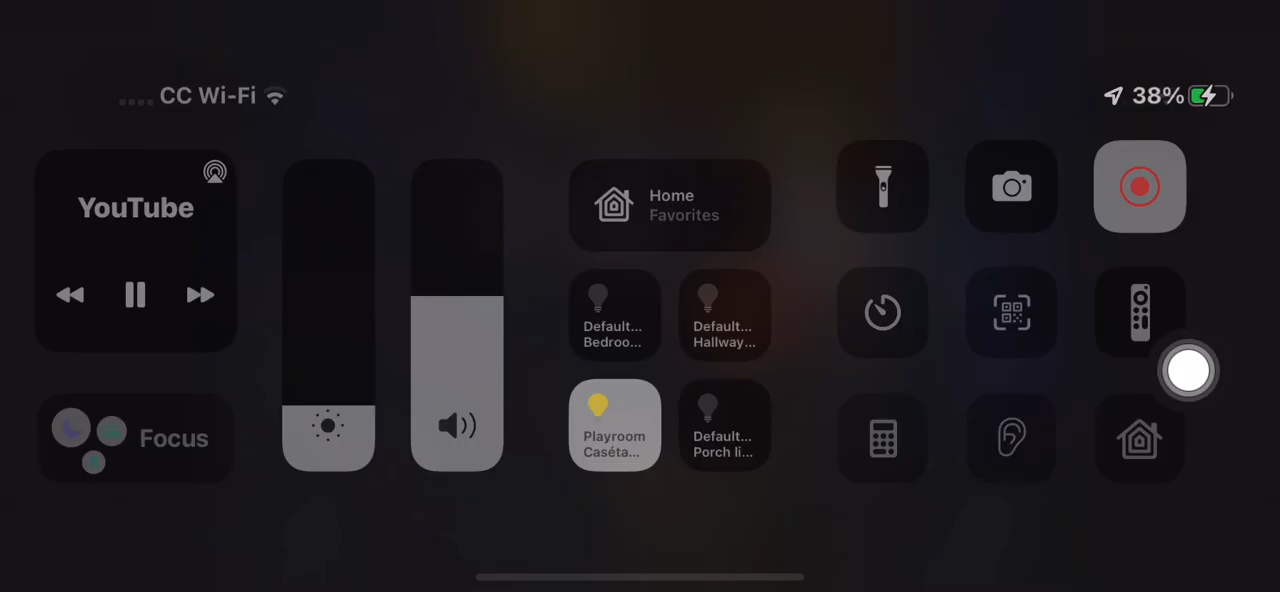 CC Wi-Fi
38%
YouTube
Home
Favorites
Default...
Bedroo...
Default...
Hallway...
Focus
Playroom
Caséta...
Default...
Porch li...